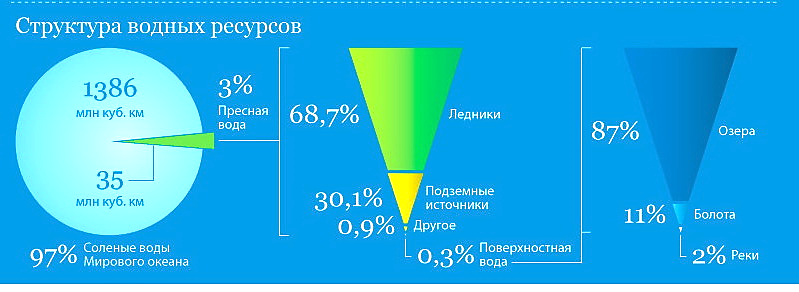 Структура водных ресурсов
1386
млн куб. км
35
млн куб. км
97% Соленые воды
Мирового океана
3%
Пресная
вода
68,7%
Ледники
30,1%
Подземные
источники
0,9%
Другое
0,3% Поверхностная
вода
87%
Озера
11%
Болота
2% Реки